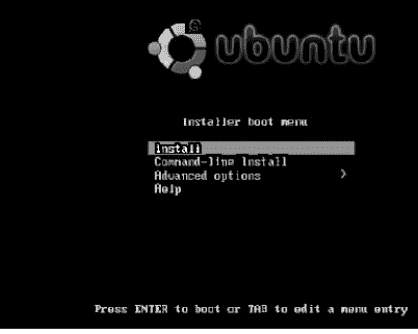 ubuntu
Installer boot menu
Install
Command-line install
Advanced options >
Help
Press ENTER to boot or TAB to edit a menu entry